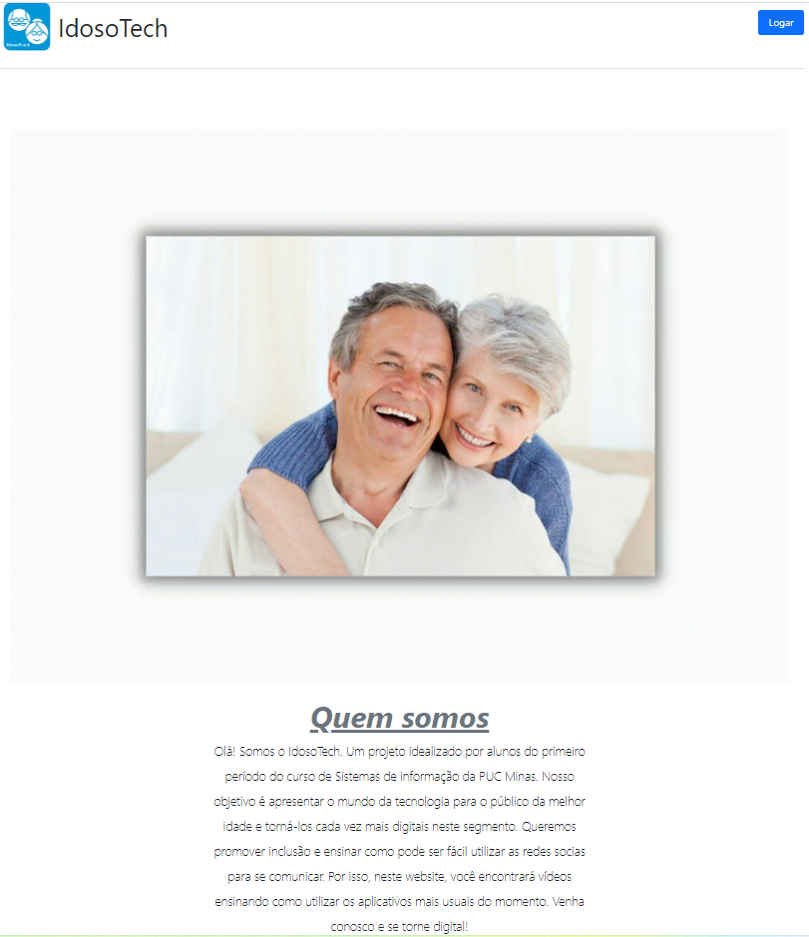 IdosoTech
Logar
Quem somos
Olá! Somos o IdosoTech. Um projeto idealizado por alunos do primeiro
período do curso de Sistemas de informação da PUC Minas. Nosso
objetivo é apresentar o mundo da tecnologia para o público da melhor
idade e torná-los cada vez mais digitais neste segmento. Queremos
promover inclusão e ensinar como pode ser fácil utilizar as redes socias
para se comunicar. Por isso, neste website, você encontrará vídeos
ensinando como utilizar os aplicativos mais usuais do momento. Venha
conosco e se torne digital!